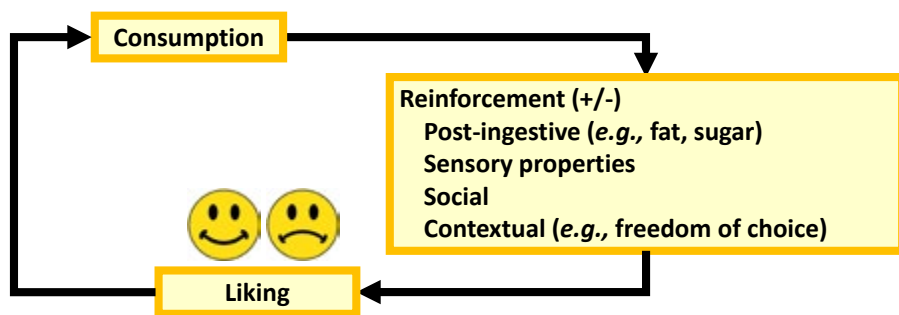 Consumption
Reinforcement (+/-)
Post-ingestive (e.g., fat, sugar)
Sensory properties
Social
Contextual (e.g., freedom of choice)
Liking